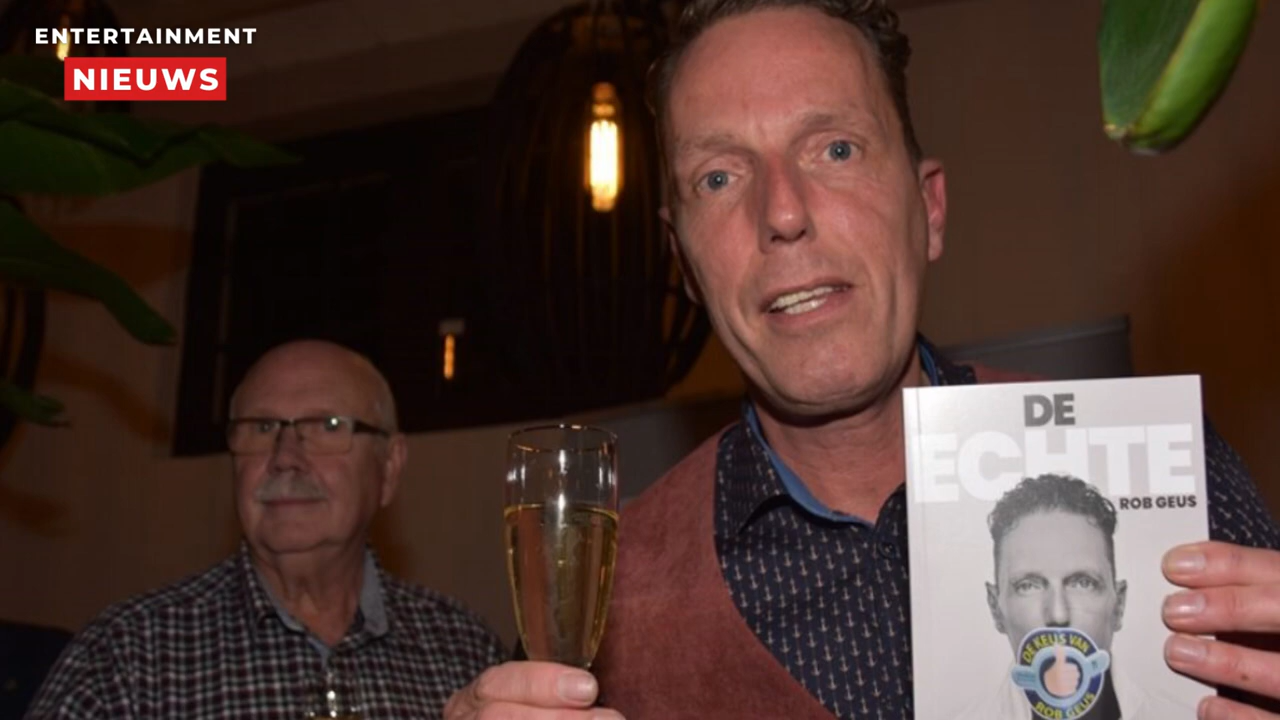 ENTERTAINMENT
NIEUWS
DE
ECHTE
ROB GEUS
DE KEUS VAN
ROB GEUS